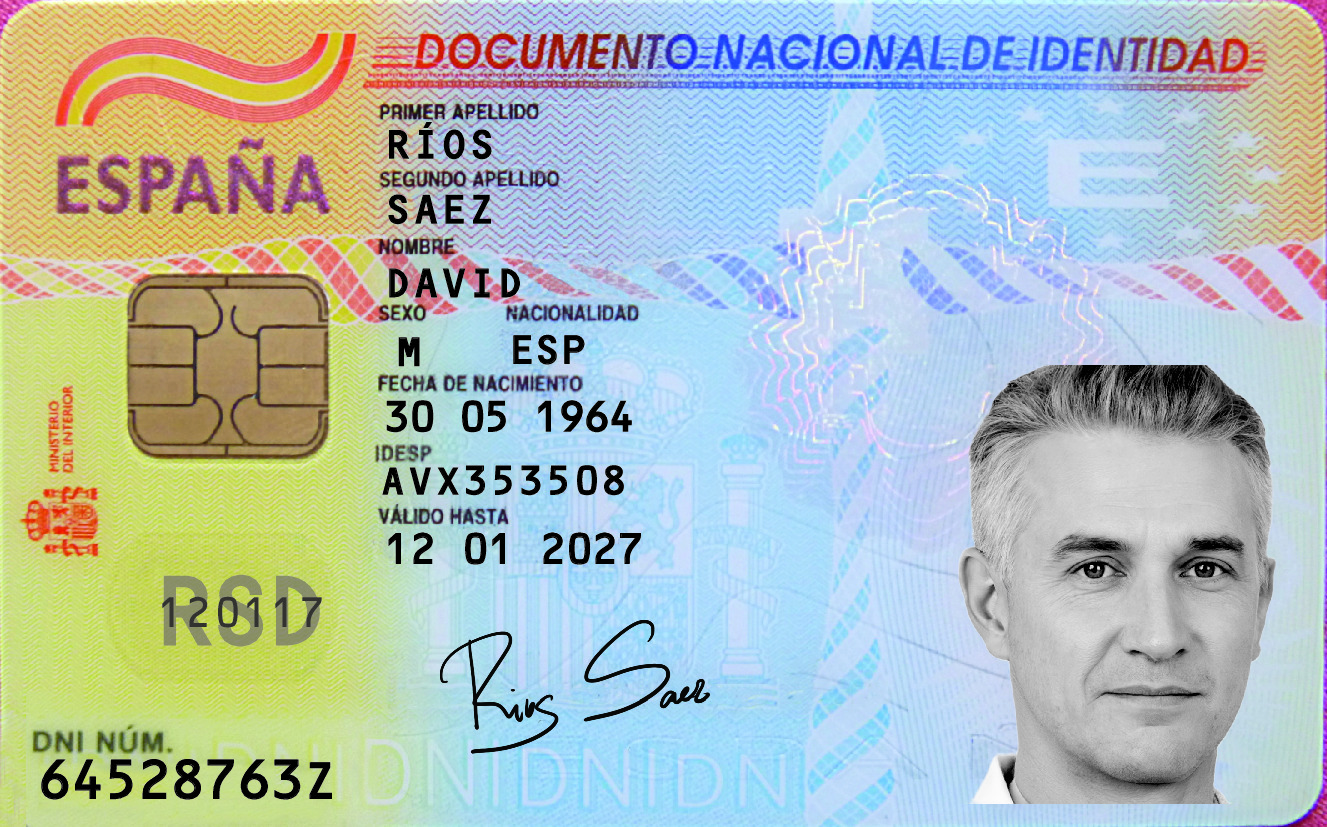 DOCUMENTO NACIONAL DE IDENTIDAD
ESPAÑA
PRIMER APELLIDO
RÍOS
SEGUNDO APELLIDO
SAEZ
NOMBRE
DAVID
SEXO NACIONALIDAD
M ESP
FECHA DE NACIMIENTO
30 05 1964
IDESP
AVX353508
VÁLIDO HASTA
12 01 2027
MINISTERIO
DEL INTERIOR
E
RSD
120117
Rios Saez
DNI NÚM.
64528763Z
DNIDNIDNIDNI